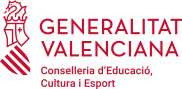 GENERALITAT
VALENCIANA
Conselleria d'Educació,
Cultura i Esport